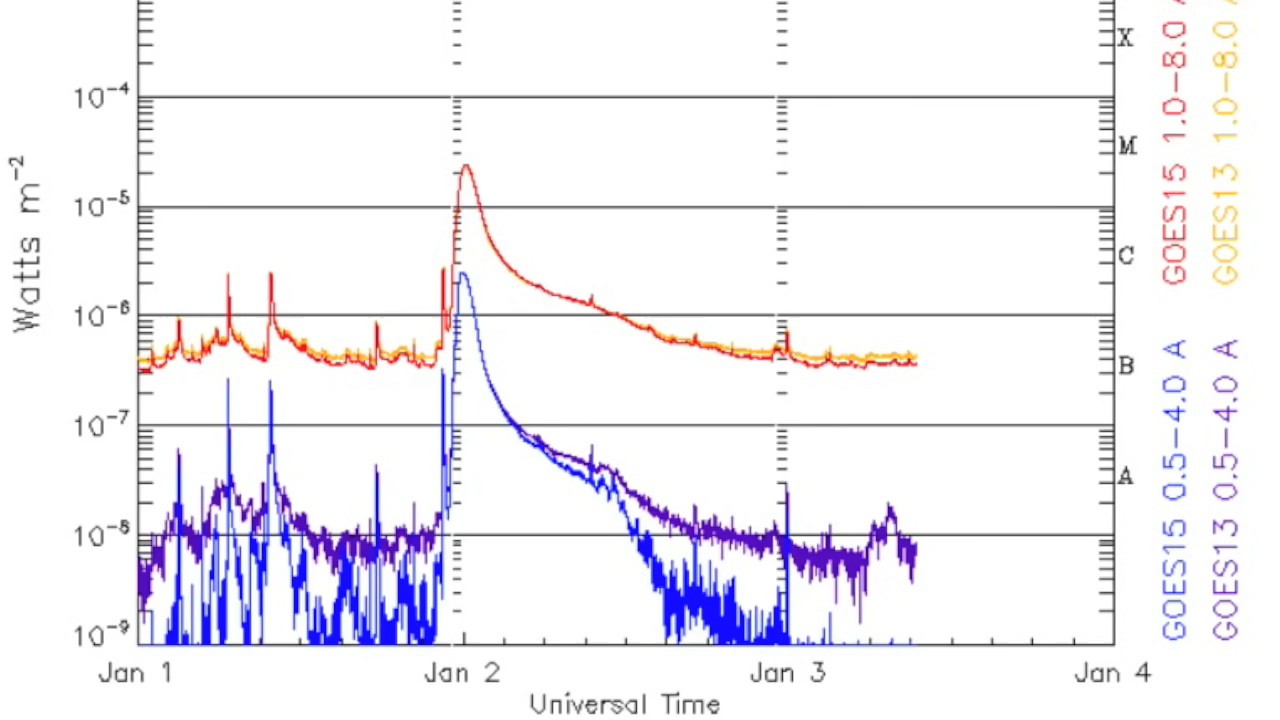 X
10⁻⁴
M
10⁻⁵
C
10⁻⁶
B
10⁻⁷
A
10⁻⁸
10⁻⁹
Watts m⁻²
Jan 1 Jan 2 Jan 3 Jan 4
Universal Time
GOES15 1.0–8.0
GOES13 1.0–8.0
GOES15 0.5–4.0 A
GOES13 0.5–4.0 A